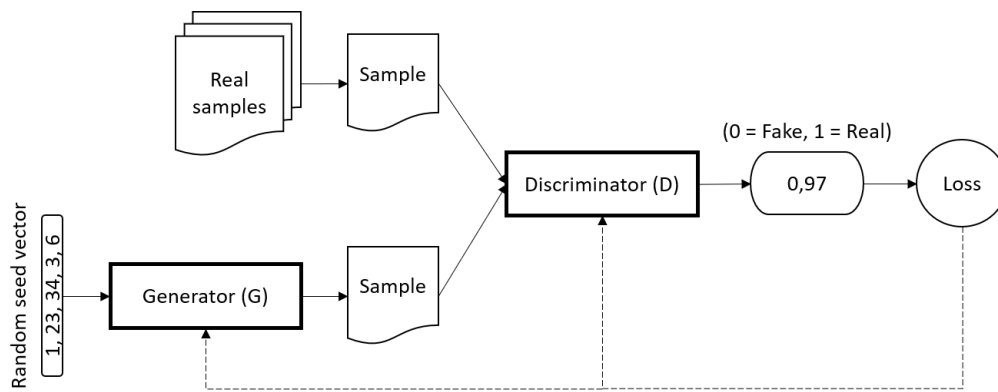 Real
samples
Sample
(0 = Fake, 1 = Real)
Discriminator (D)
0,97
Loss
Random seed vector
1, 23, 34, 3, 6
Generator (G)
Sample